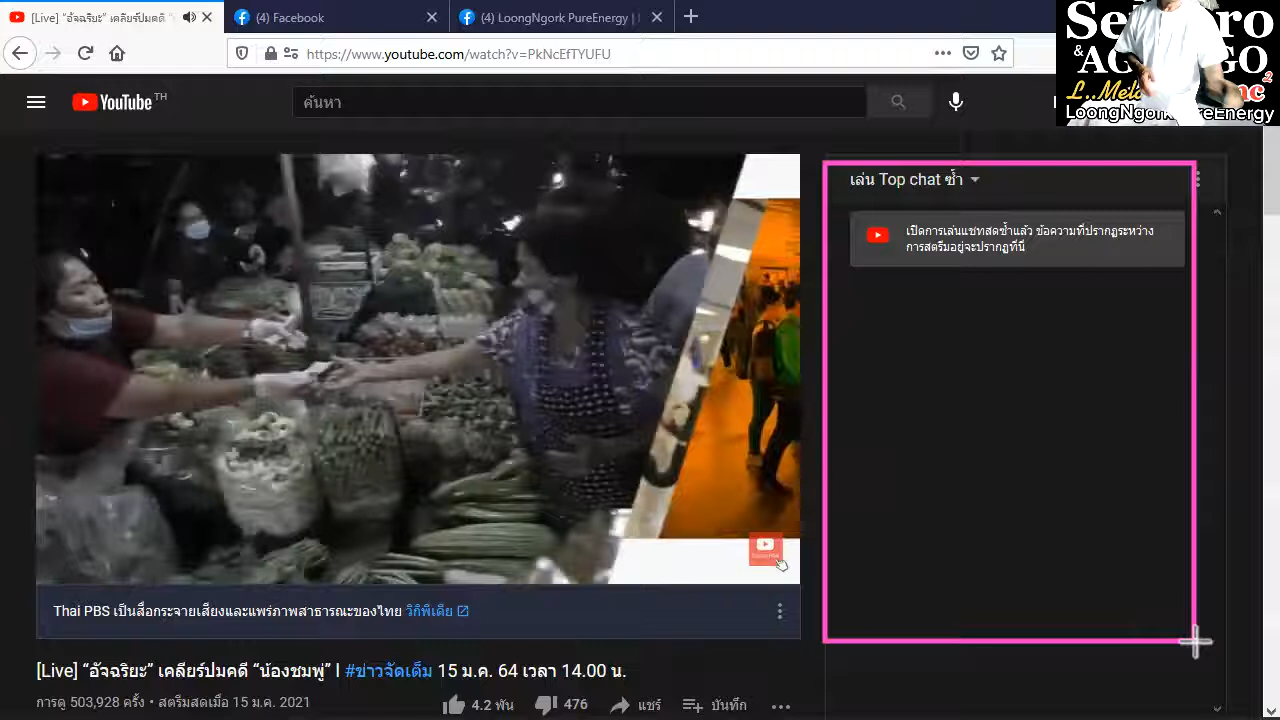 [Live] “อัจฉริยะ” เคลียร์ปมคดี “
(4) Facebook
(4) LoongNgork PureEnergy |
https://www.youtube.com/watch?v=PkNcEfTYUFU
YouTube TH
ค้นหา
LoongNgork PureEnergy
เล่น Top chat ซ้ำ
เปิดการเล่นแชทสดซ้ำแล้ว ข้อความที่ปรากฏระหว่าง
การสตรีมอยู่จะปรากฏที่นี่
Thai PBS เป็นสื่อกระจายเสียงและแพร่ภาพสาธารณะของไทย วิกิพีเดีย
[Live] “อัจฉริยะ” เคลียร์ปมคดี “น้องชมพู่” l #ข่าวจัดเต็ม 15 ม.ค. 64 เวลา 14.00 น.
การดู 503,928 ครั้ง • สตรีมสดเมื่อ 15 ม.ค. 2021
4.2 พัน
476
แชร์
บันทึก